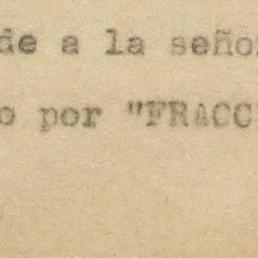 de a la seño
o por "FRACC